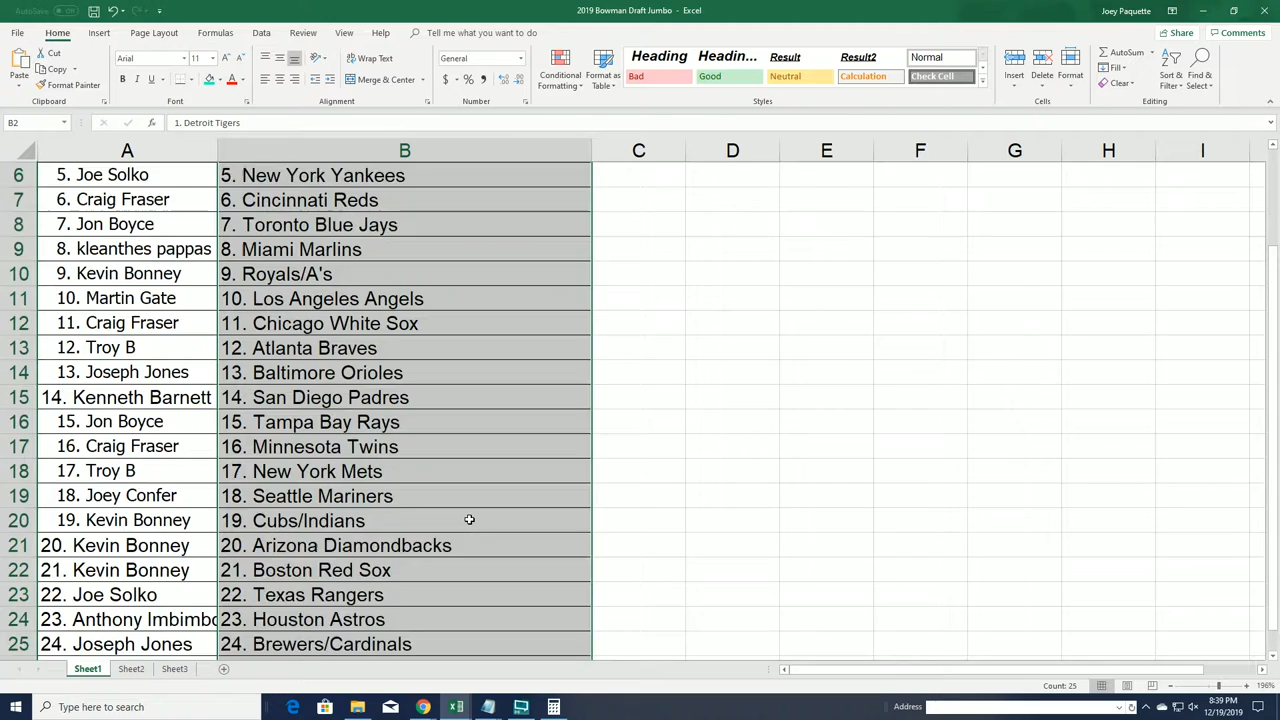 AutoSave Off 2019 Bowman Draft Jumbo - Excel Joey Paquette
File Home Insert Page Layout Formulas Data Review View Help Tell me what you want to do Share Comments
Paste Cut Copy Format Painter Clipboard
Arial 11 B I U A Font
Wrap Text Merge & Center Alignment
General $ % , Number
Conditional Formatting Format as Table
Heading Headin... Result Result2 Normal
Bad Good Neutral Calculation Check Cell
Styles
Insert Delete Format Cells
AutoSum Fill Clear Sort & Filter Find & Select Editing
B2 fx 1. Detroit Tigers
A B C D E F G H I
6 5. Joe Solko 5. New York Yankees
7 6. Craig Fraser 6. Cincinnati Reds
8 7. Jon Boyce 7. Toronto Blue Jays
9 8. kleanthes pappas 8. Miami Marlins
10 9. Kevin Bonney 9. Royals/A's
11 10. Martin Gate 10. Los Angeles Angels
12 11. Craig Fraser 11. Chicago White Sox
13 12. Troy B 12. Atlanta Braves
14 13. Joseph Jones 13. Baltimore Orioles
15 14. Kenneth Barnett 14. San Diego Padres
16 15. Jon Boyce 15. Tampa Bay Rays
17 16. Craig Fraser 16. Minnesota Twins
18 17. Troy B 17. New York Mets
19 18. Joey Confer 18. Seattle Mariners
20 19. Kevin Bonney 19. Cubs/Indians
21 20. Kevin Bonney 20. Arizona Diamondbacks
22 21. Kevin Bonney 21. Boston Red Sox
23 22. Joe Solko 22. Texas Rangers
24 23. Anthony Imbimbo 23. Houston Astros
25 24. Joseph Jones 24. Brewers/Cardinals
Sheet1 Sheet2 Sheet3
Count: 25 196%
Type here to search Address 8:39 PM
12/19/2019